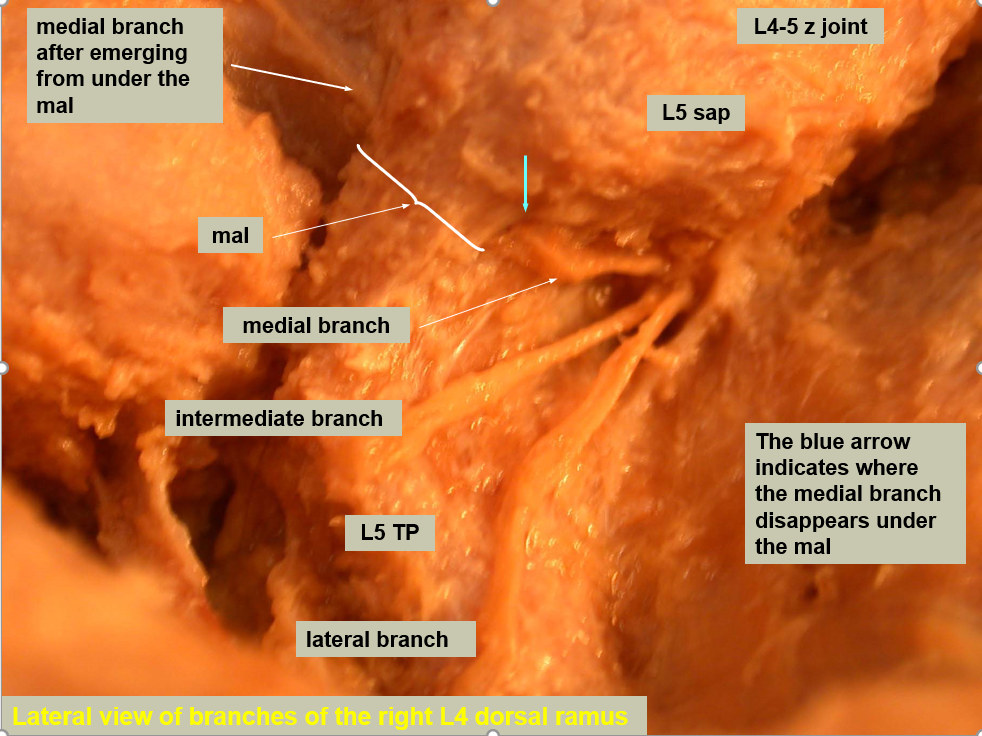 medial branch
after emerging
from under the
mal
L4-5 z joint
L5 sap
mal
medial branch
intermediate branch
The blue arrow
indicates where
the medial branch
disappears under
the mal
L5 TP
lateral branch
Lateral view of branches of the right L4 dorsal ramus